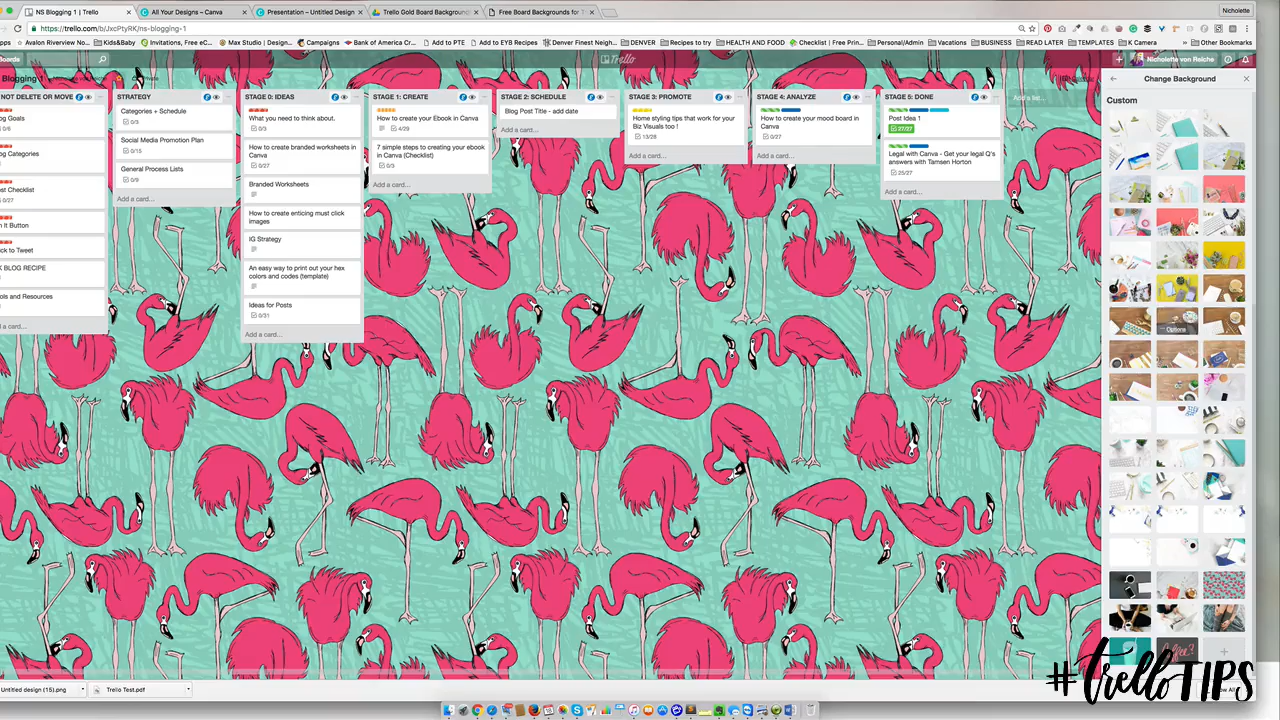 NS Blogging 1 | Trello
All Your Designs – Canva
Presentation – Untitled Design
Trello Gold Board Background
Free Board Backgrounds for T
Nicholette
https://trello.com/b/JxcPtyRK/ns-blogging-1
Avalon Riverview No...
Kids&Baby
Invitations, Free eC...
Max Studio | Design...
Campaigns
Bank of America Cr...
Add to PTE
Add to EYB Recipes
Denver Finest Neigh...
DENVER
Recipes to try
HEALTH AND FOOD
Checklist | Free Prin...
Personal/Admin
Vacations
BUSINESS
READ LATER
TEMPLATES
K Camera
Other Bookmarks
Boards
Trello
Nicholette von Reiche
Blogging 1
Private
Change Background
Custom
NOT DELETE OR MOVE
og Goals
0/6
og Categories
st Checklist
0/27
n It Button
ck to Tweet
K BLOG RECIPE
ols and Resources
d a card...
STRATEGY
Categories + Schedule
0/3
Social Media Promotion Plan
0/15
General Process Lists
0/9
Add a card...
STAGE 0: IDEAS
What you need to think about.
0/3
How to create branded worksheets in
Canva
0/27
Branded Worksheets
How to create enticing must click
images
IG Strategy
An easy way to print out your hex
colors and codes (template)
Ideas for Posts
0/31
Add a card...
STAGE 1: CREATE
How to create your Ebook in Canva
4/29
7 simple steps to creating your ebook
in Canva (Checklist)
0/3
Add a card...
STAGE 2: SCHEDULE
Blog Post Title - add date
Add a card...
STAGE 3: PROMOTE
Home styling tips that work for your
Biz Visuals too !
13/28
Add a card...
STAGE 4: ANALYZE
How to create your mood board in
Canva
0/27
Add a card...
STAGE 5: DONE
Post Idea 1
27/27
Legal with Canva - Get your legal Q's
answers with Tamsen Horton
25/27
Add a card...
Add a list...
Options
Coffee?
Untitled design (15).png
Trello Test.pdf
#trelloTIPS